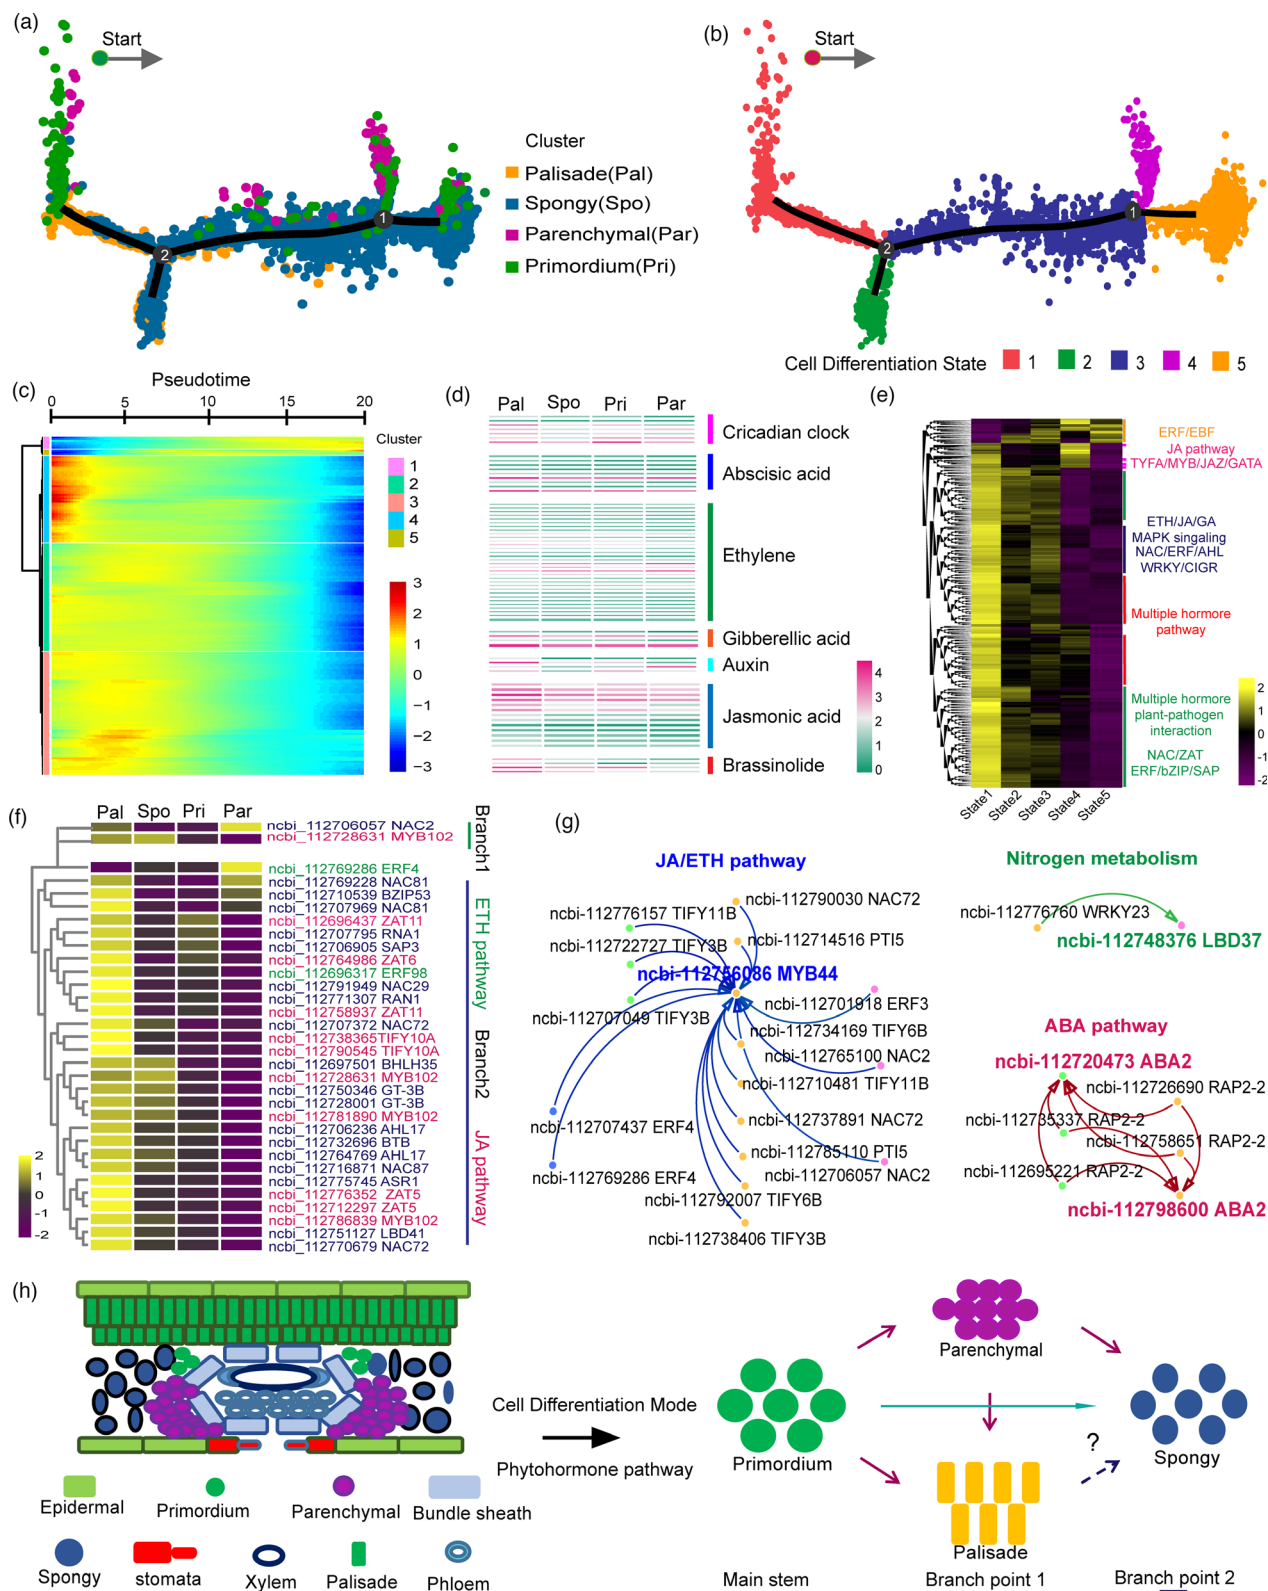 (a)
Start
Cluster
Palisade(Pal)
Spongy(Spo)
Parenchymal(Par)
Primordium(Pri)
1
2
(b)
Start
1
2
Cell Differentiation State 1 2 3 4 5
(c)
Pseudotime
0 5 10 15 20
Cluster
1
2
3
4
5
3
2
1
0
−1
−2
−3
(d)
Pal Spo Pri Par
Cricadian clock
Abscisic acid
Ethylene
Gibberellic acid
Auxin
Jasmonic acid
Brassinolide
4
3
2
1
0
(e)
ERF/EBF
JA pathway
TYFA/MYB/JAZ/GATA
ETH/JA/GA
MAPK singaling
NAC/ERF/AHL
WRKY/CIGR
Multiple hormore
pathway
Multiple hormore
plant-pathogen
interaction
NAC/ZAT
ERF/bZIP/SAP
2
1
0
-1
-2
State1 State2 State3 State4 State5
(f)
Pal Spo Pri Par
ncbi_112706057 NAC2
ncbi_112728631 MYB102
ncbi_112769286 ERF4
ncbi_112769228 NAC81
ncbi_112710539 BZIP53
ncbi_112707969 NAC81
ncbi_112696437 ZAT11
ncbi_112707795 RNA1
ncbi_112706905 SAP3
ncbi_112764986 ZAT6
ncbi_112696317 ERF98
ncbi_112791949 NAC29
ncbi_112771307 RAN1
ncbi_112758937 ZAT11
ncbi_112707372 NAC72
ncbi_112738365TIFY10A
ncbi_112790545 TIFY10A
ncbi_112697501 BHLH35
ncbi_112728631 MYB102
ncbi_112750346 GT-3B
ncbi_112728001 GT-3B
ncbi_112781890 MYB102
ncbi_112706236 AHL17
ncbi_112732696 BTB
ncbi_112764769 AHL17
ncbi_112716871 NAC87
ncbi_112775745 ASR1
ncbi_112776352 ZAT5
ncbi_112712297 ZAT5
ncbi_112786839 MYB102
ncbi_112751127 LBD41
ncbi_112770679 NAC72
Branch1
ETH pathway
Branch2
JA pathway
2
1
0
-1
-2
(g)
JA/ETH pathway
ncbi-112790030 NAC72
ncbi-112776157 TIFY11B
ncbi-112714516 PTI5
ncbi-112722727 TIFY3B
ncbi-112756086 MYB44
ncbi-112701918 ERF3
ncbi-112707049 TIFY3B
ncbi-112734169 TIFY6B
ncbi-112765100 NAC2
ncbi-112710481 TIFY11B
ncbi-112707437 ERF4
ncbi-112737891 NAC72
ncbi-112785110 PTI5
ncbi-112769286 ERF4
ncbi-112706057 NAC2
ncbi-112792007 TIFY6B
ncbi-112738406 TIFY3B
Nitrogen metabolism
ncbi-112776760 WRKY23
ncbi-112748376 LBD37
ABA pathway
ncbi-112720473 ABA2
ncbi-112726690 RAP2-2
ncbi-112735337 RAP2-2
ncbi-112758651 RAP2-2
ncbi-112695221 RAP2-2
ncbi-112798600 ABA2
(h)
Epidermal
Primordium
Parenchymal
Bundle sheath
Spongy
stomata
Xylem
Palisade
Phloem
Cell Differentiation Mode
Phytohormone pathway
Primordium
Parenchymal
Palisade
?
Spongy
Main stem
Branch point 1
Branch point 2